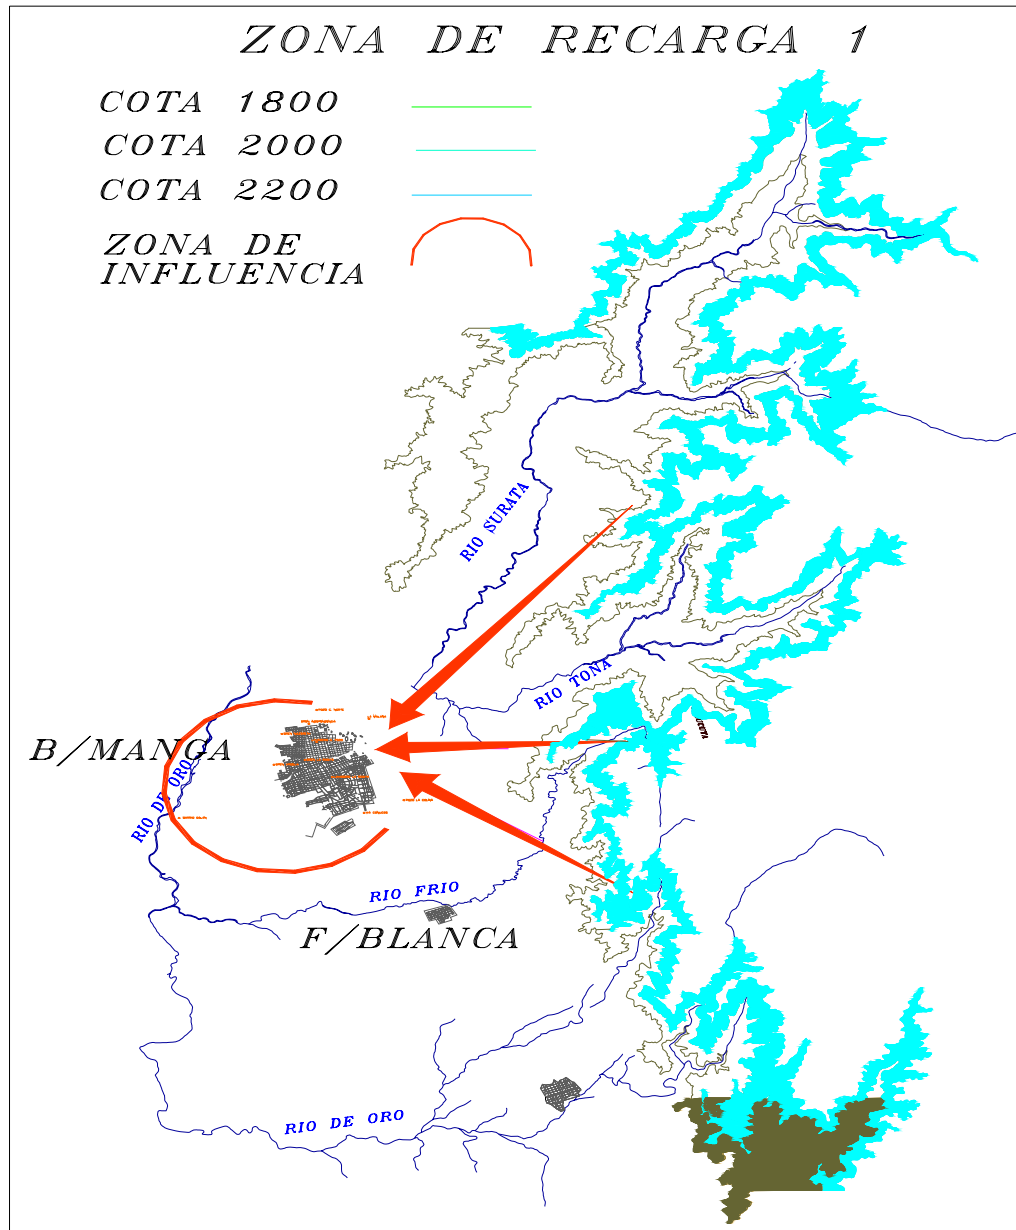 ZONA DE RECARGA 1
COTA 1800
COTA 2000
COTA 2200
ZONA DE
INFLUENCIA
RIO SURATA
RIO TONA
B/MANGA
RIO DE ORO
RIO FRIO
F/BLANCA
RIO DE ORO